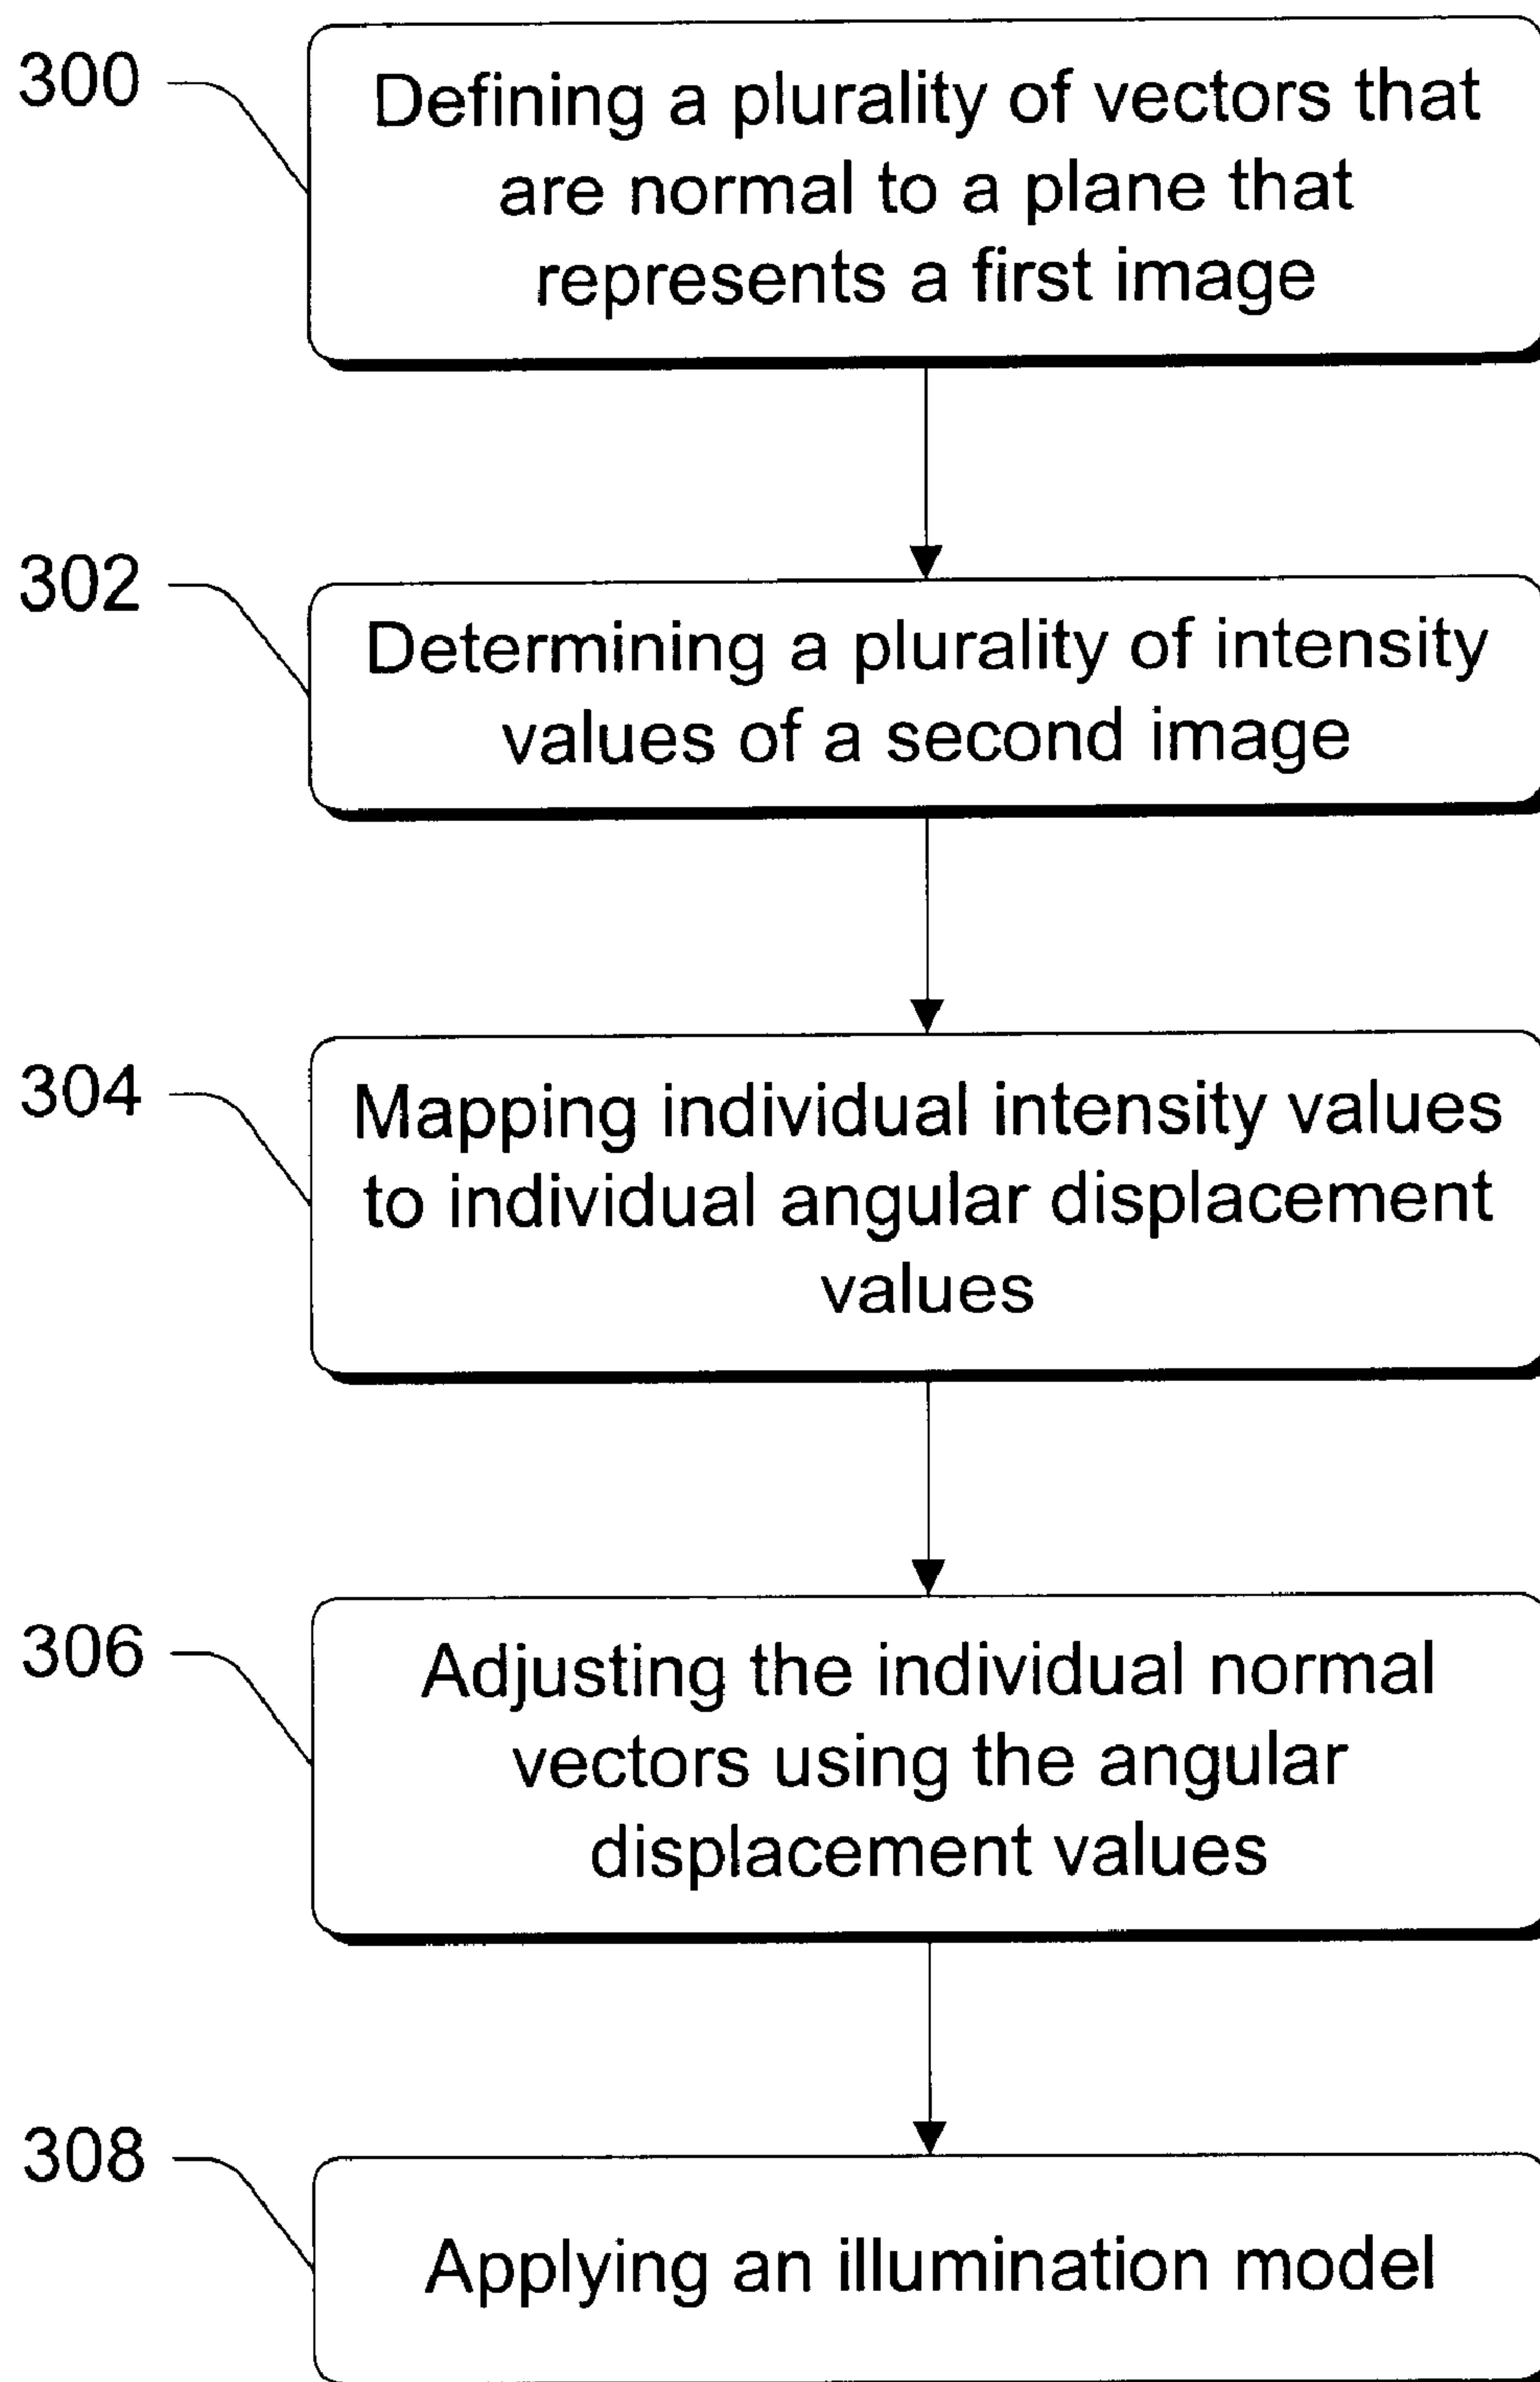 300
Defining a plurality of vectors that
are normal to a plane that
represents a first image
302
Determining a plurality of intensity
values of a second image
304
Mapping individual intensity values
to individual angular displacement
values
306
Adjusting the individual normal
vectors using the angular
displacement values
308
Applying an illumination model